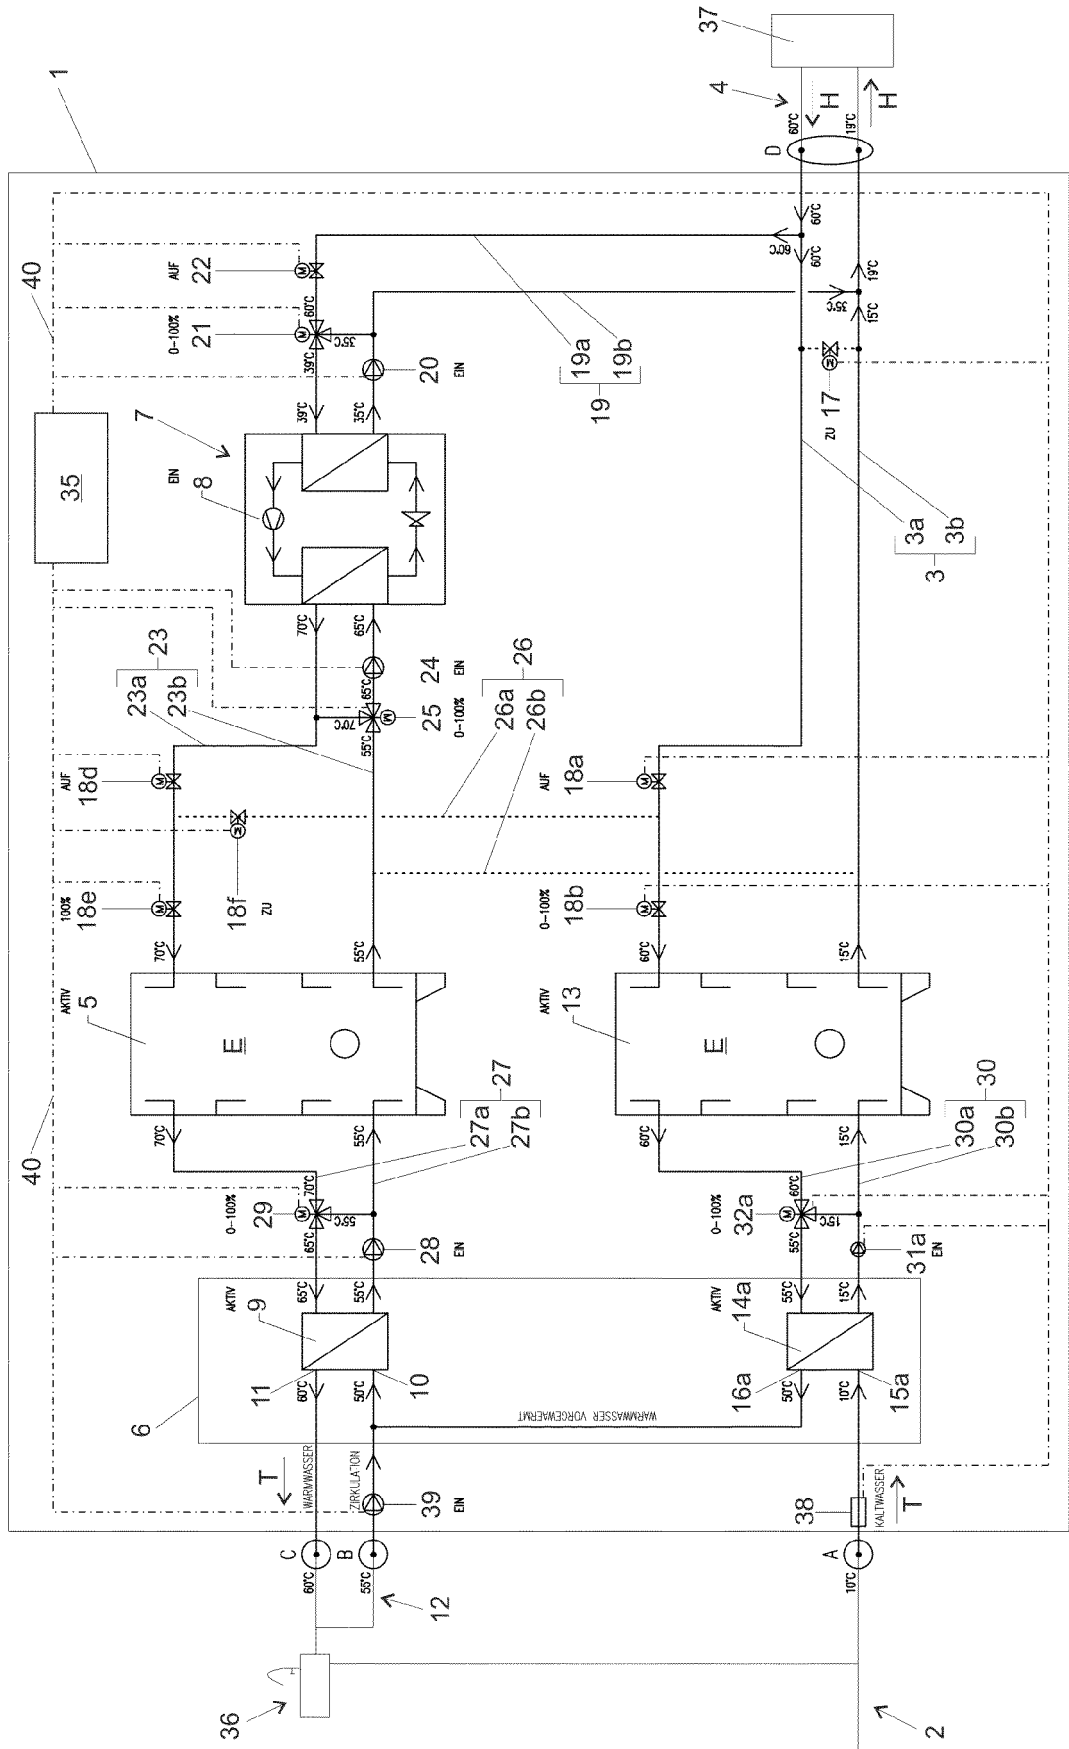 1
40
40
35
AKTIV
5
100%
18e
AUF
18d
6
7
EIN
8
0-100%
21
AUF
22
23
23a
23b
70°C
70°C
E
18f
ZU
36
AKTIV
9
0-100%
29
T
WARMWASSER
11
C
60°C
60°C
65°C
65°C
70°C
70°C
39°C
39°C
60°C
55°C
70°C
35°C
ZIRKULATION
B
55°C
50°C
55°C
55°C
55°C
65°C
65°C
35°C
10
12
39
EIN
28
EIN
25
0-100%
24
EIN
20
EIN
27
27a
27b
26
26a
26b
19
19a
19b
WARMWASSER VORGEWAERMT
AKTIV
13
0-100%
18b
AUF
18a
60°C
60°C
E
AKTIV
14a
0-100%
32a
16a
50°C
55°C
55°C
60°C
15°C
60°C
60°C
60°C
60°C
D
4
37
H
H
ZU
17
35°C
A
10°C
10°C
15°C
15°C
15°C
15°C
19°C
19°C
38
KALTWASSER
T
15a
31a
EIN
30
30a
30b
3
3a
3b
2